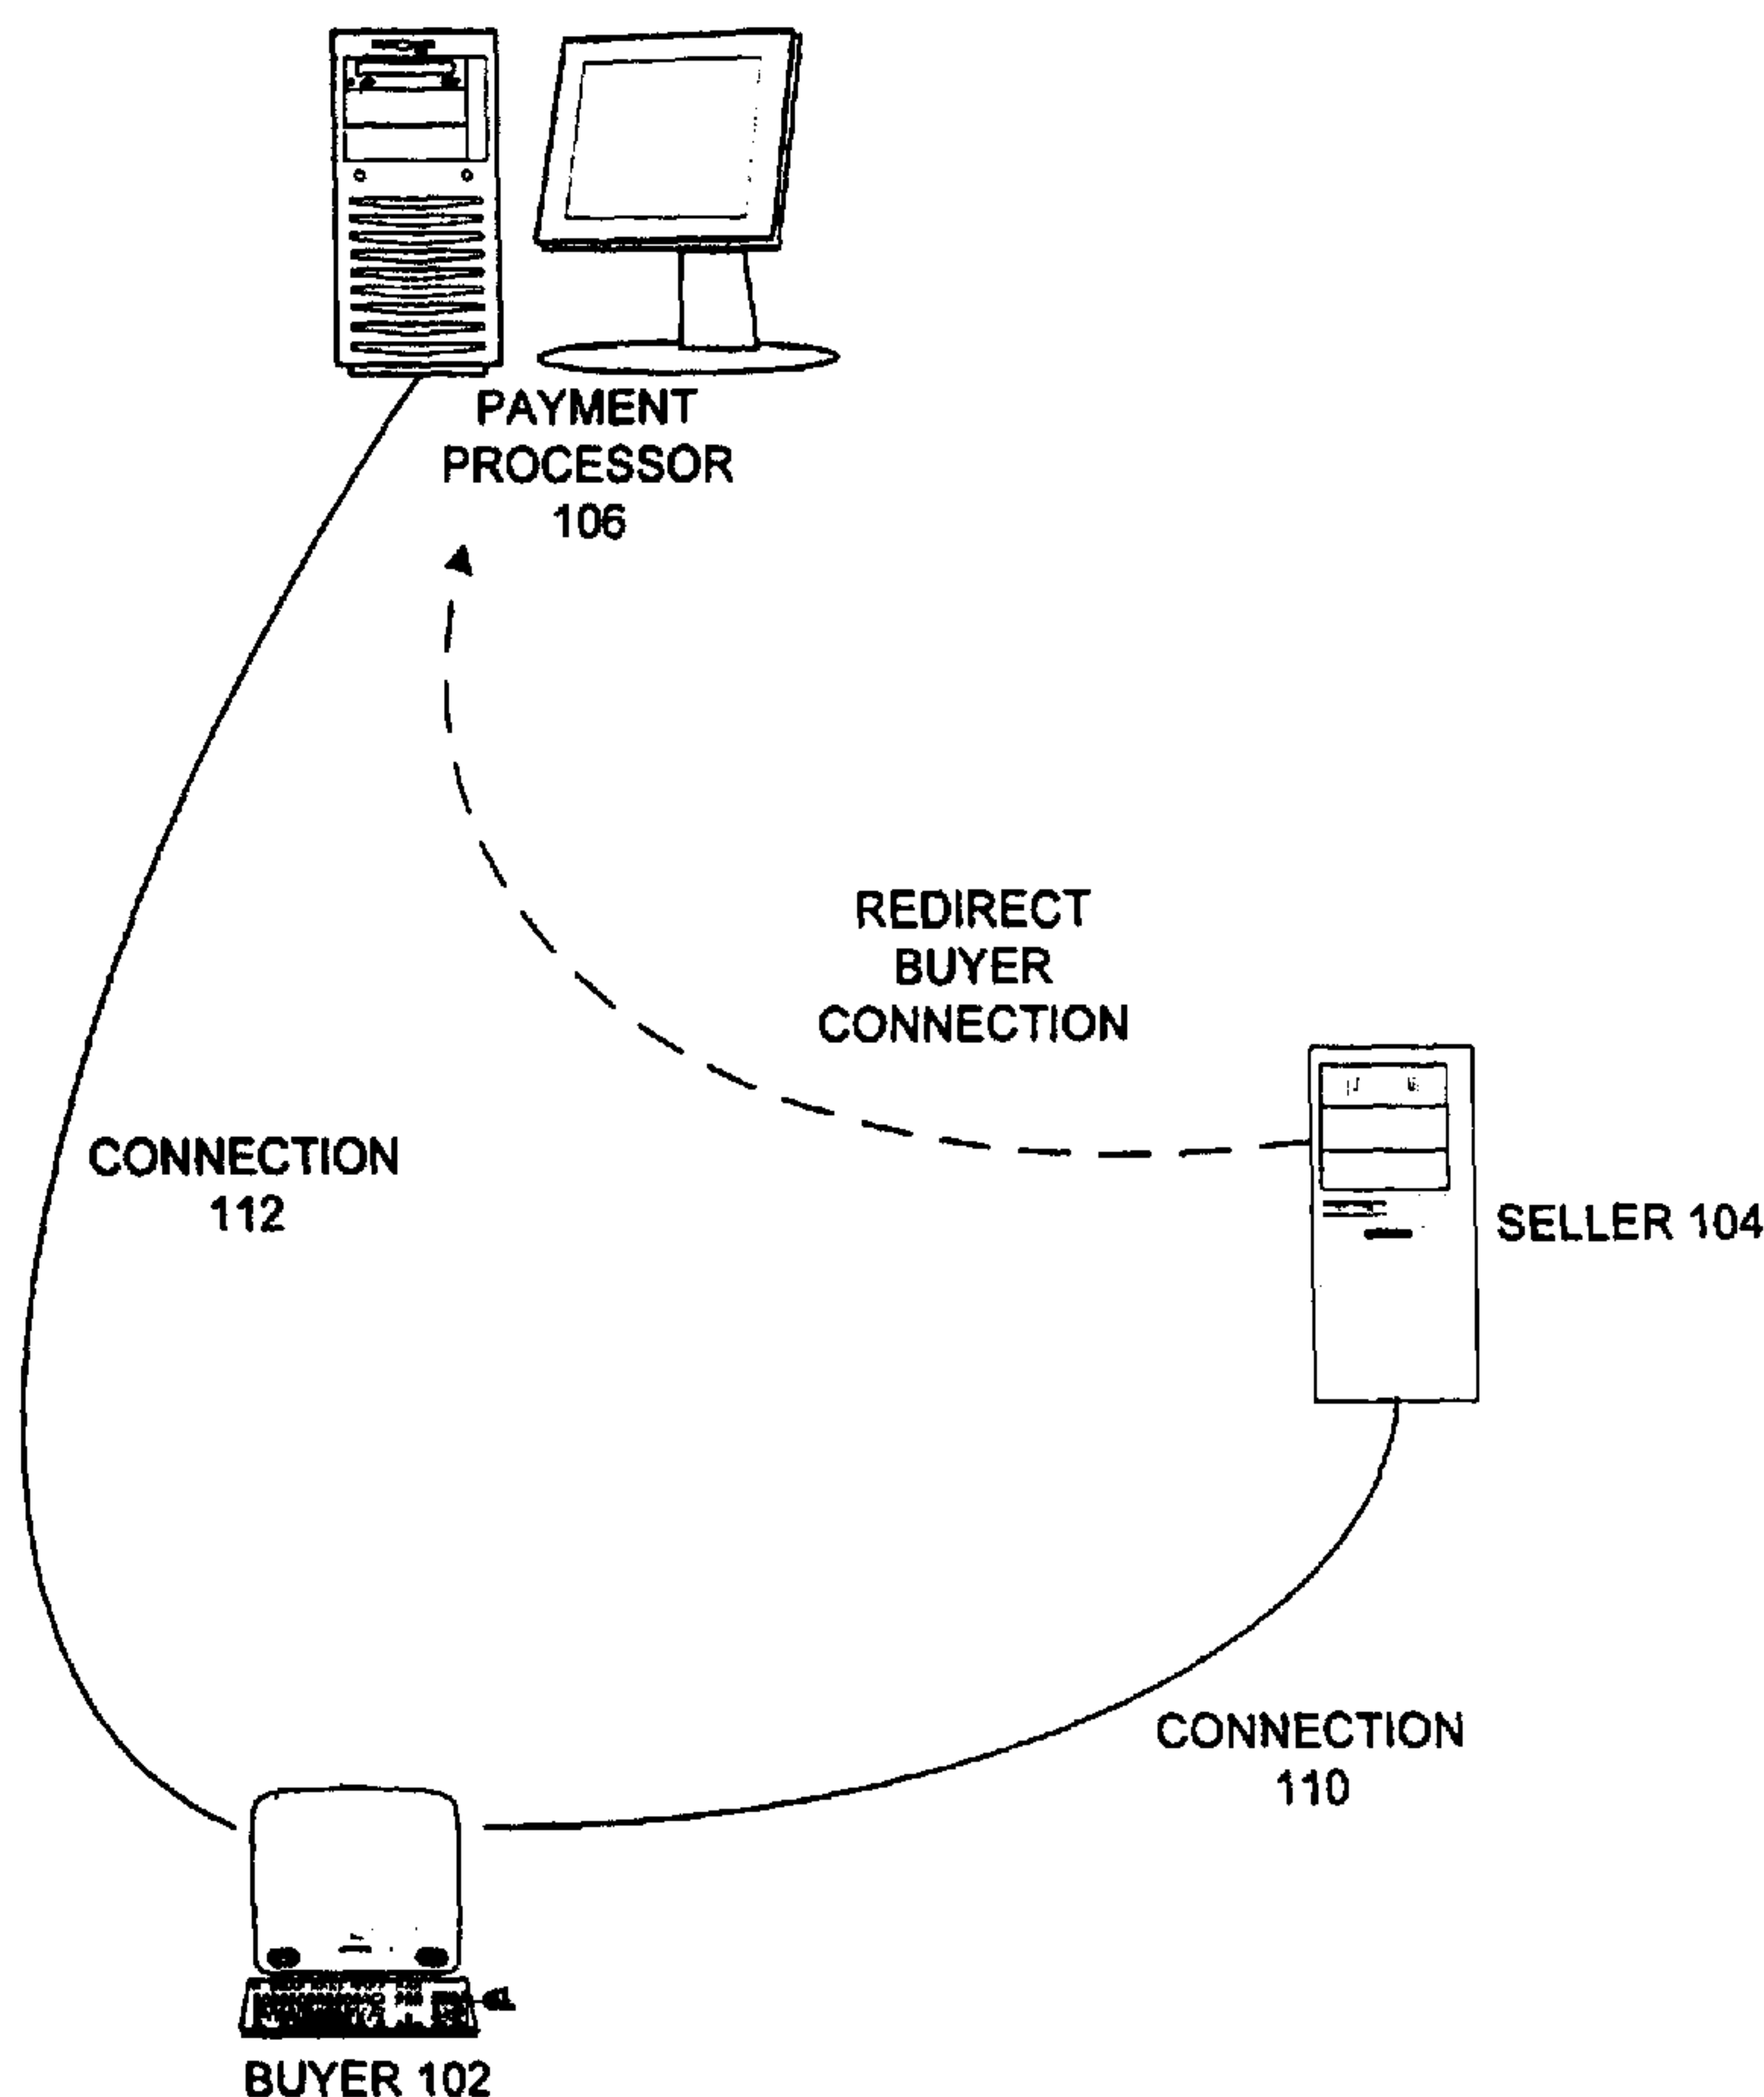 PAYMENT
PROCESSOR
106
REDIRECT
BUYER
CONNECTION
CONNECTION
112
SELLER 104
CONNECTION
110
BUYER 102